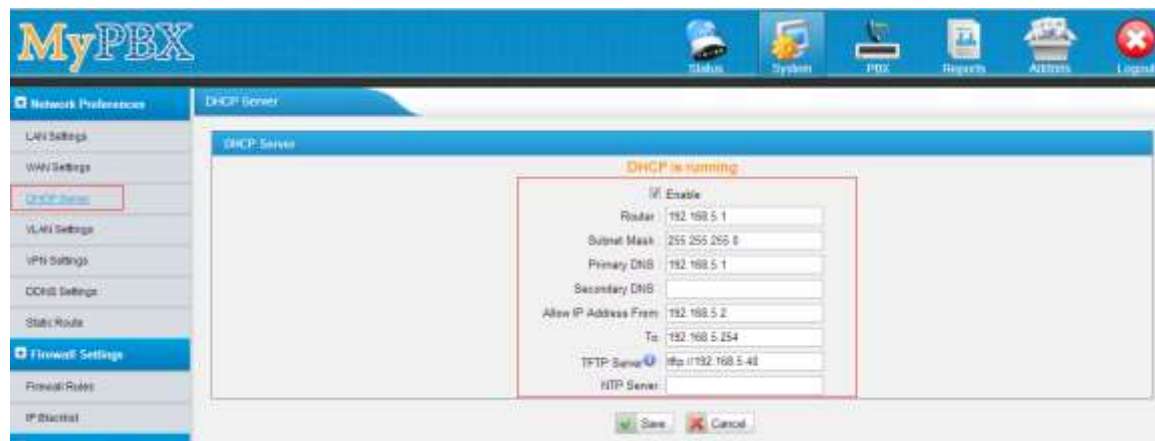 MyPBX
Status
System
PBX
Reports
Addons
Logout
Network Preferences
LAN Settings
WAN Settings
DHCP Server
VLAN Settings
VPN Settings
DDNS Settings
Static Route
Firewall Settings
Firewall Rules
IP Blacklist
DHCP Server
DHCP Server
DHCP is running
Enable
Router : 192.168.5.1
Subnet Mask : 255.255.255.0
Primary DNS : 192.168.5.1
Secondary DNS :
Allow IP Address From: 192.168.5.2
To: 192.168.5.254
TFTP Server : tftp://192.168.5.48
NTP Server:
Save
Cancel